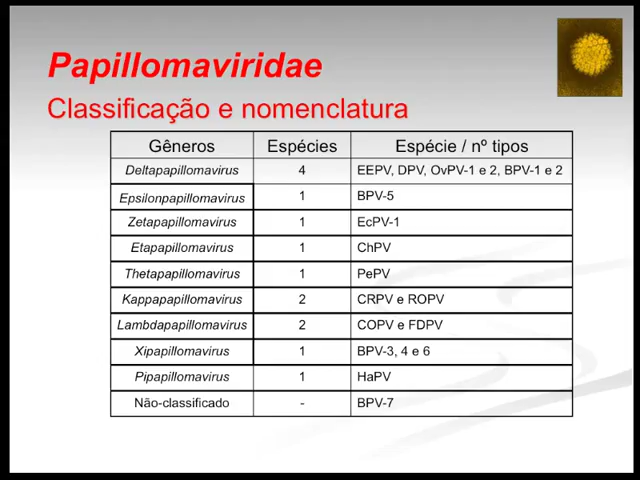 Papillomaviridae
Classificação e nomenclatura
Gêneros Espécies Espécie / nº tipos
Deltapapillomavirus 4 EEPV, DPV, OvPV-1 e 2, BPV-1 e 2
Epsilonpapillomavirus 1 BPV-5
Zetapapillomavirus 1 EcPV-1
Etapapillomavirus 1 ChPV
Thetapapillomavirus 1 PePV
Kappapapillomavirus 2 CRPV e ROPV
Lambdapapillomavirus 2 COPV e FDPV
Xipapillomavirus 1 BPV-3, 4 e 6
Pipapillomavirus 1 HaPV
Não-classificado - BPV-7